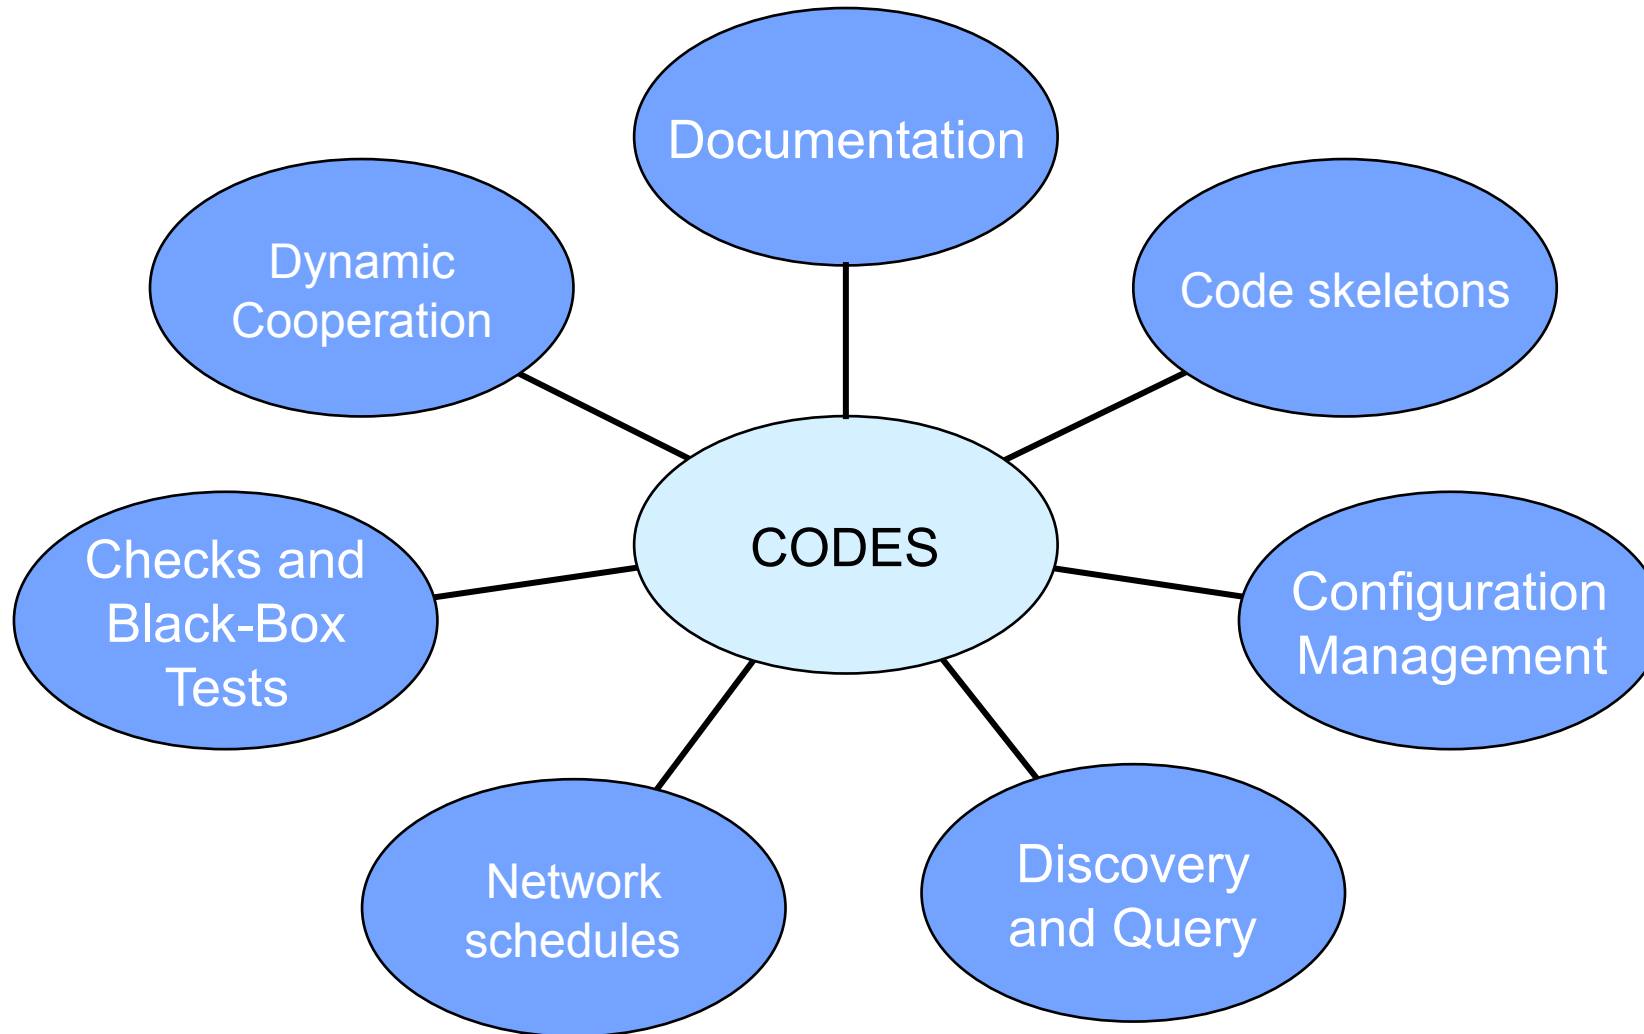 Documentation
Dynamic
Cooperation
Code skeletons
CODES
Checks and
Black-Box
Tests
Configuration
Management
Network
schedules
Discovery
and Query